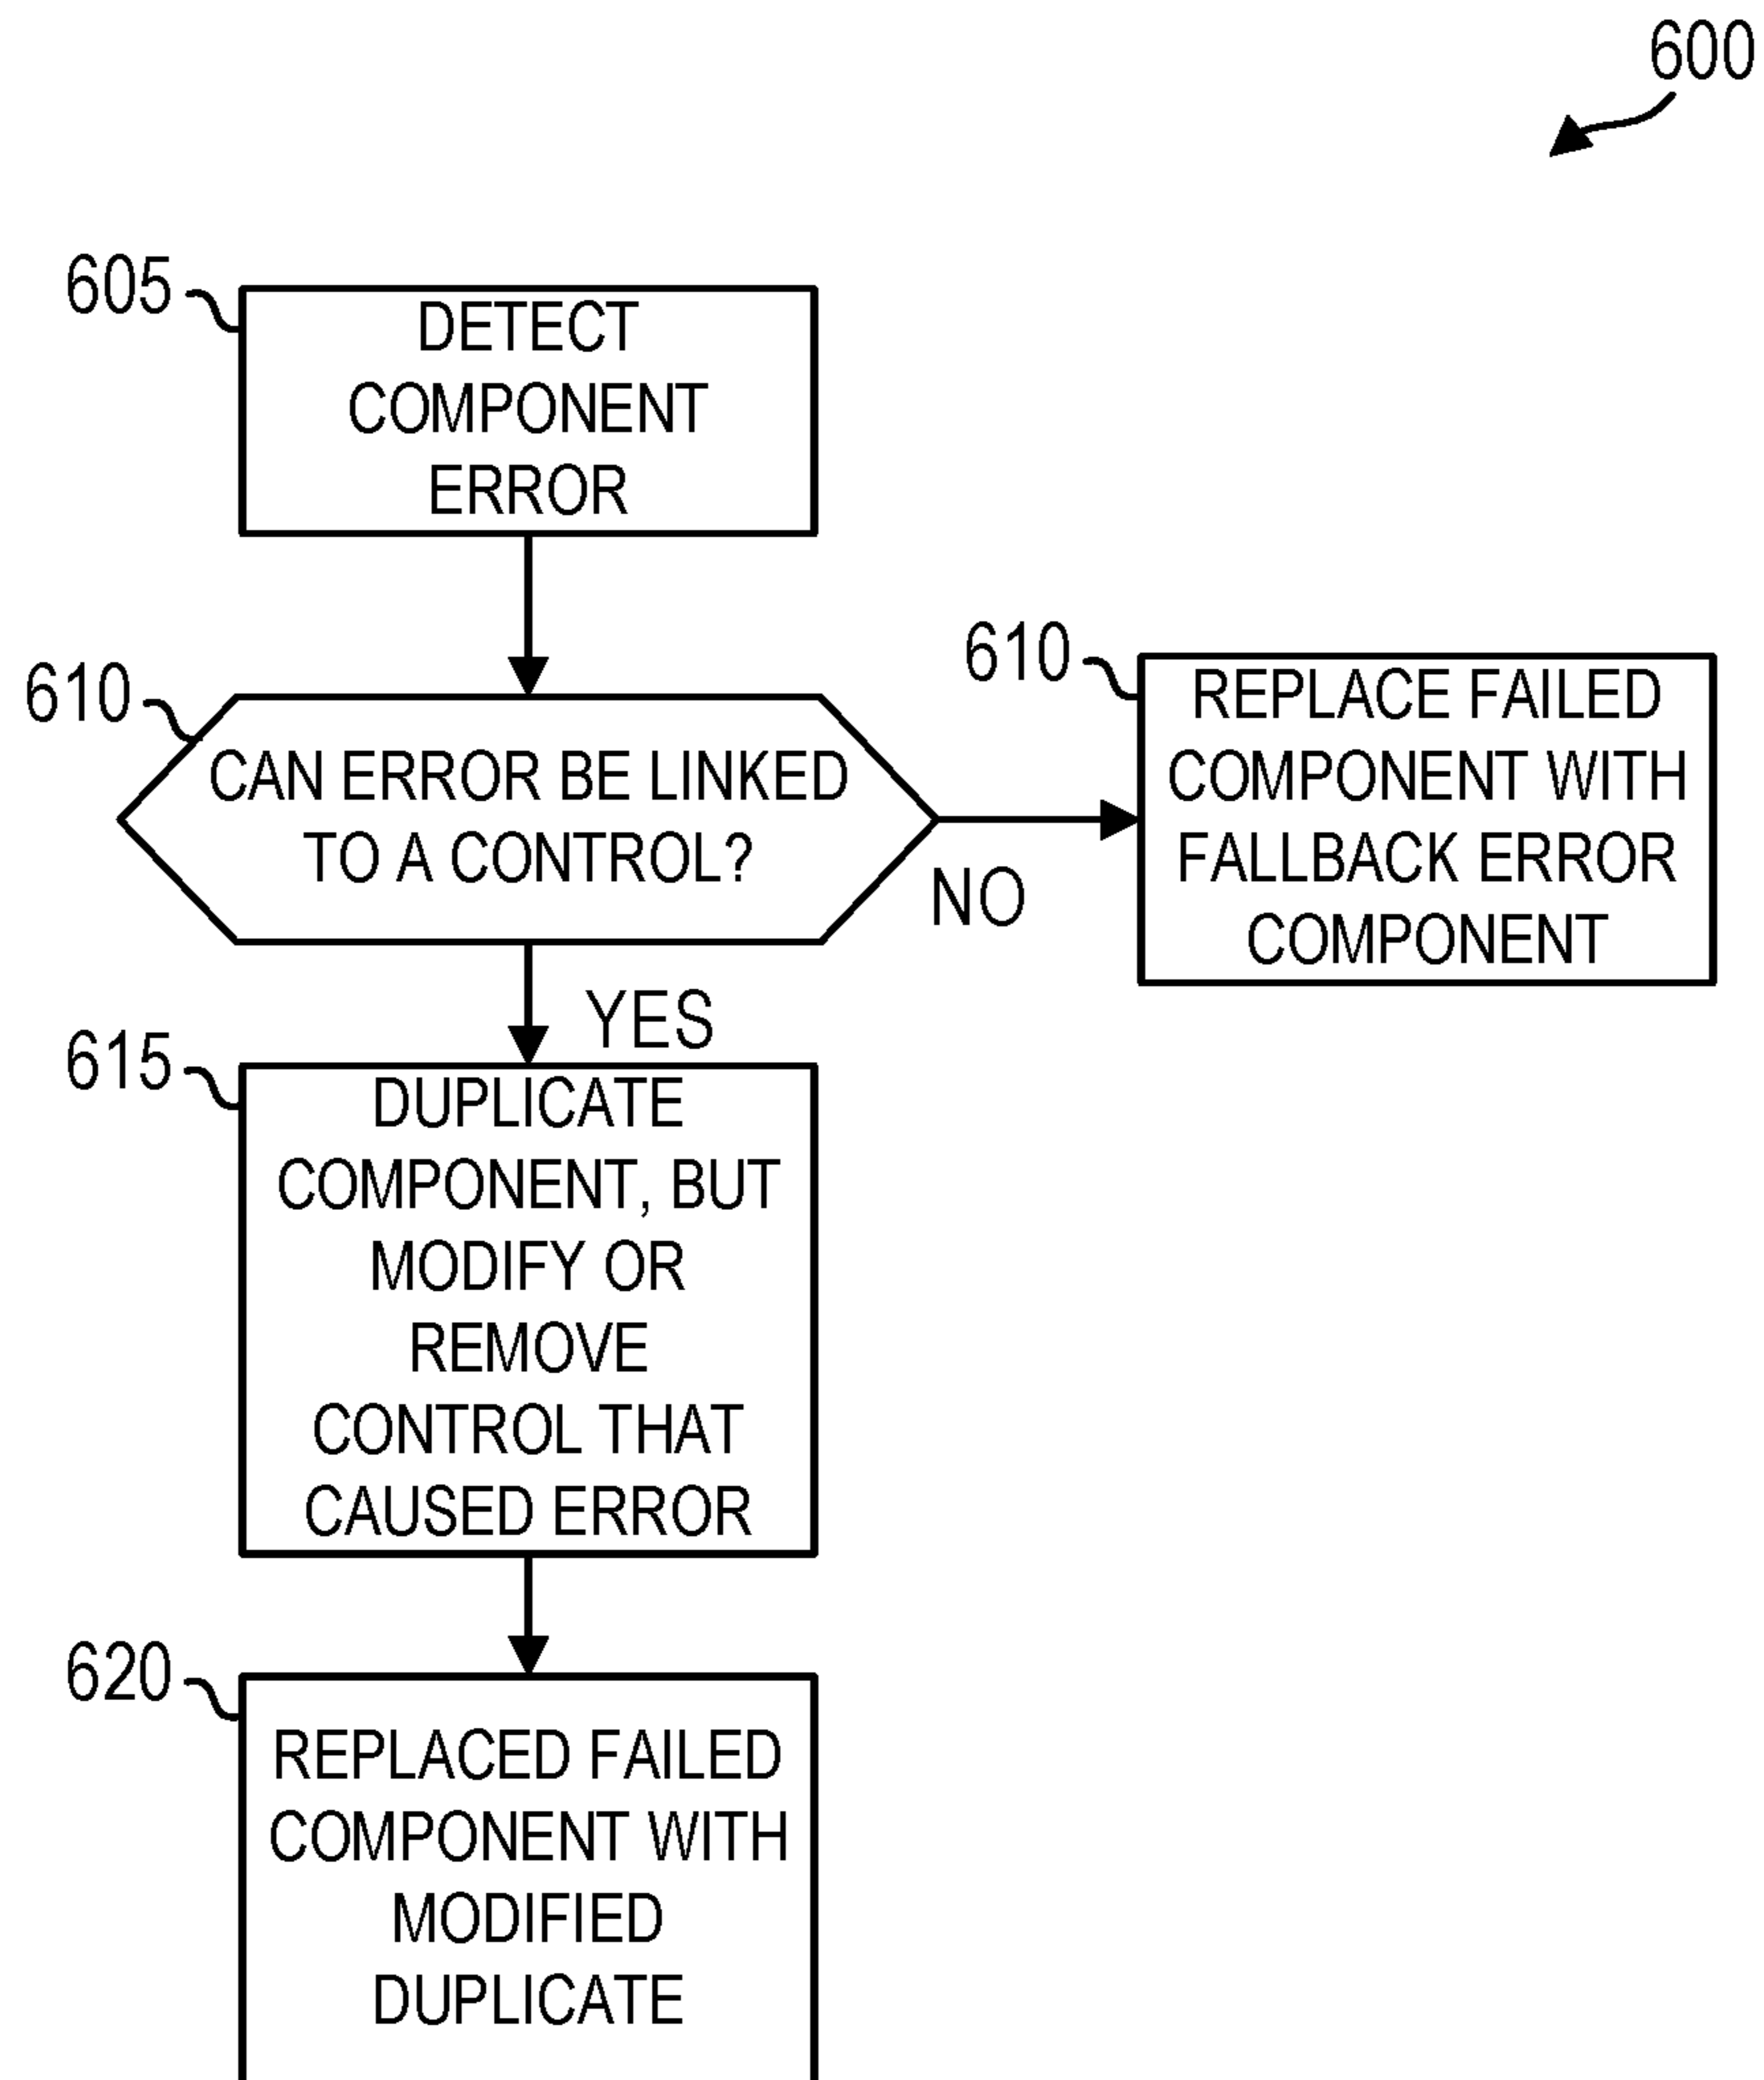 600
605
DETECT
COMPONENT
ERROR
610
CAN ERROR BE LINKED
TO A CONTROL?
NO
610
REPLACE FAILED
COMPONENT WITH
FALLBACK ERROR
COMPONENT
YES
615
DUPLICATE
COMPONENT, BUT
MODIFY OR
REMOVE
CONTROL THAT
CAUSED ERROR
620
REPLACED FAILED
COMPONENT WITH
MODIFIED
DUPLICATE